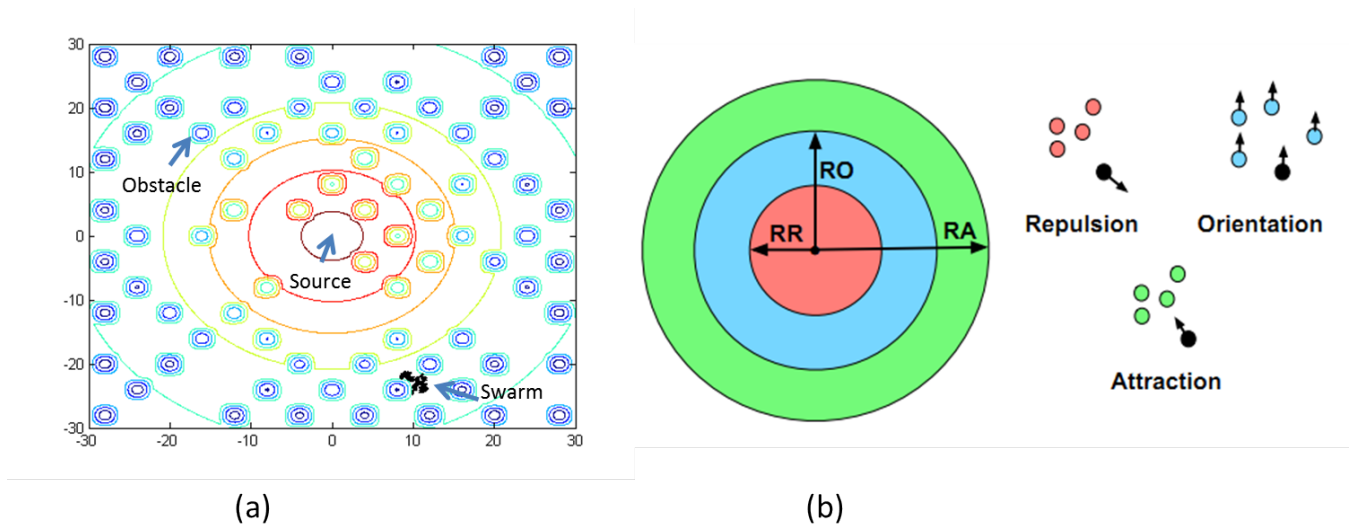 30
20
10
0
-10
-20
-30
-30
-20
-10
0
10
20
30
Obstacle
Source
Swarm
(a)
RO
RR
RA
Repulsion
Orientation
Attraction
(b)